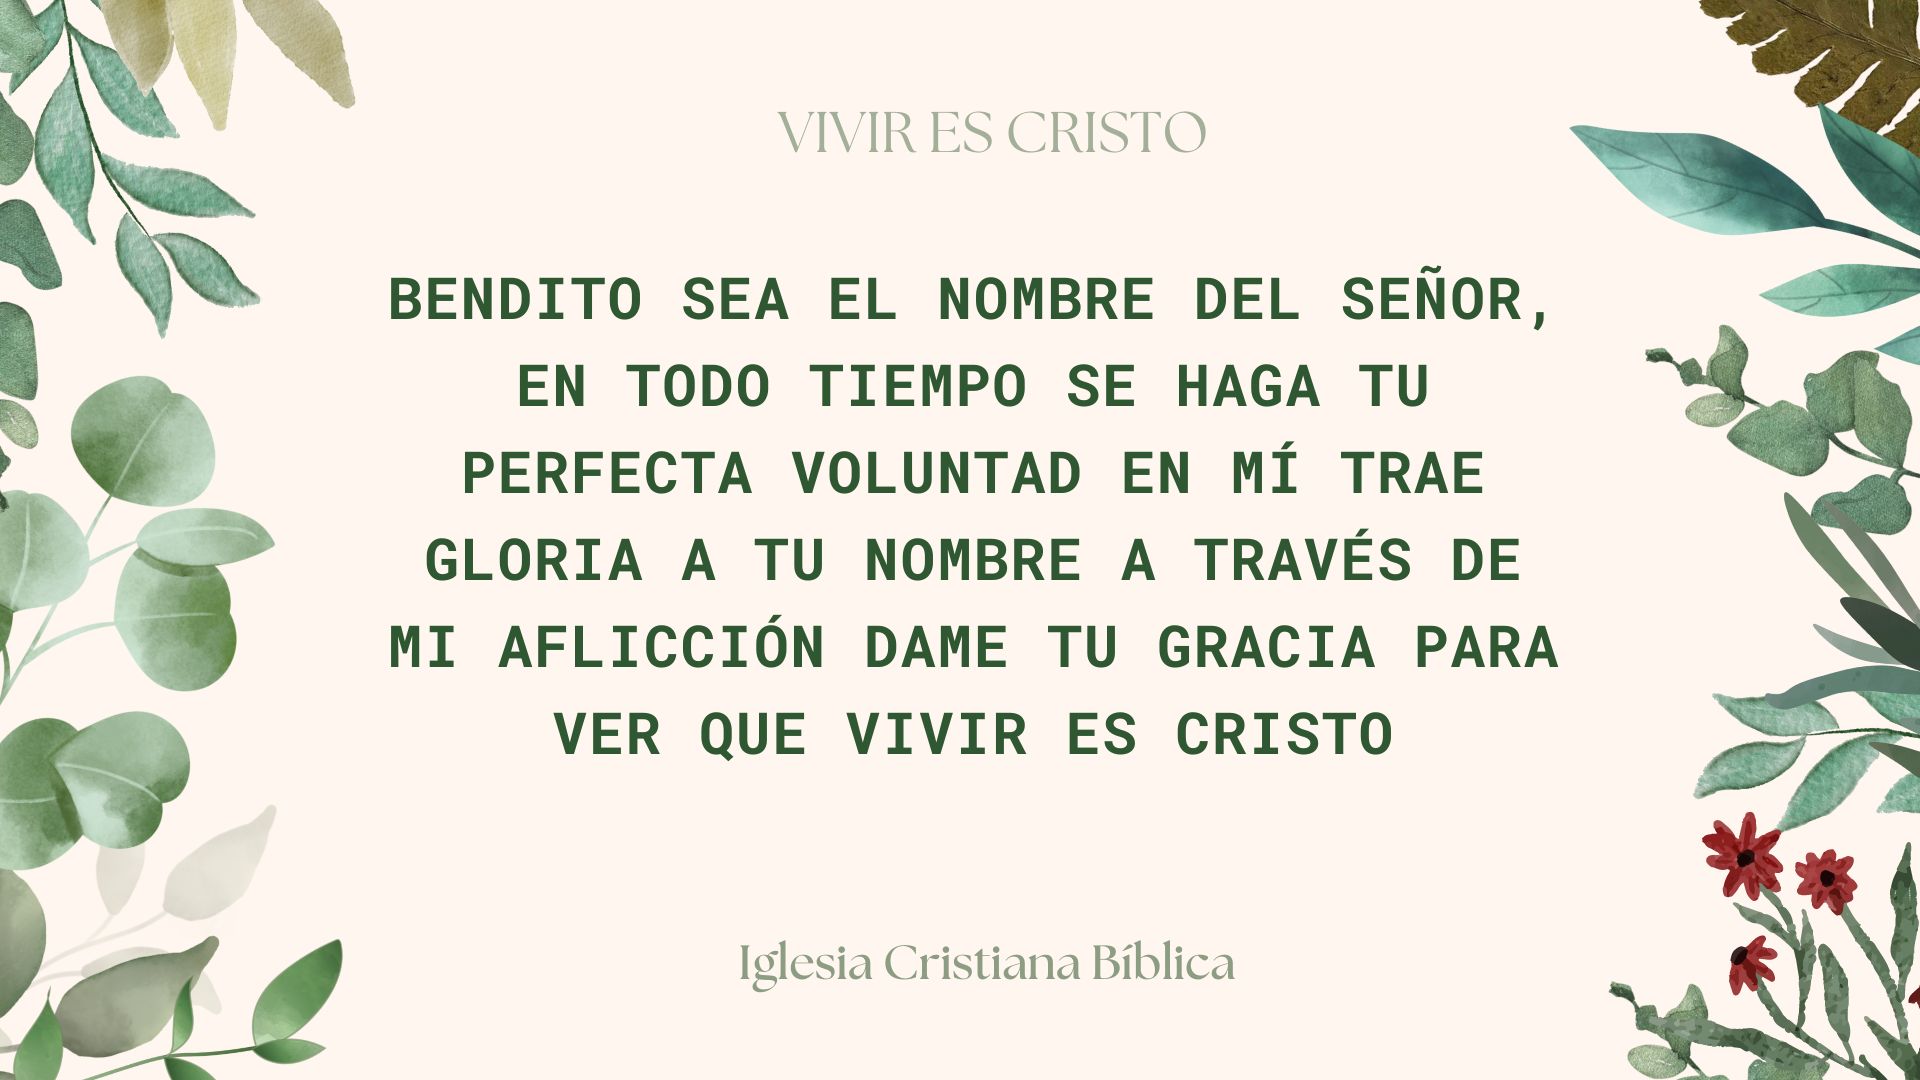 VIVIR ES CRISTO
BENDITO SEA EL NOMBRE DEL SEÑOR,
EN TODO TIEMPO SE HAGA TU
PERFECTA VOLUNTAD EN MÍ TRAE
GLORIA A TU NOMBRE A TRAVÉS DE
MI AFLICCIÓN DAME TU GRACIA PARA
VER QUE VIVIR ES CRISTO
Iglesia Cristiana Bíblica